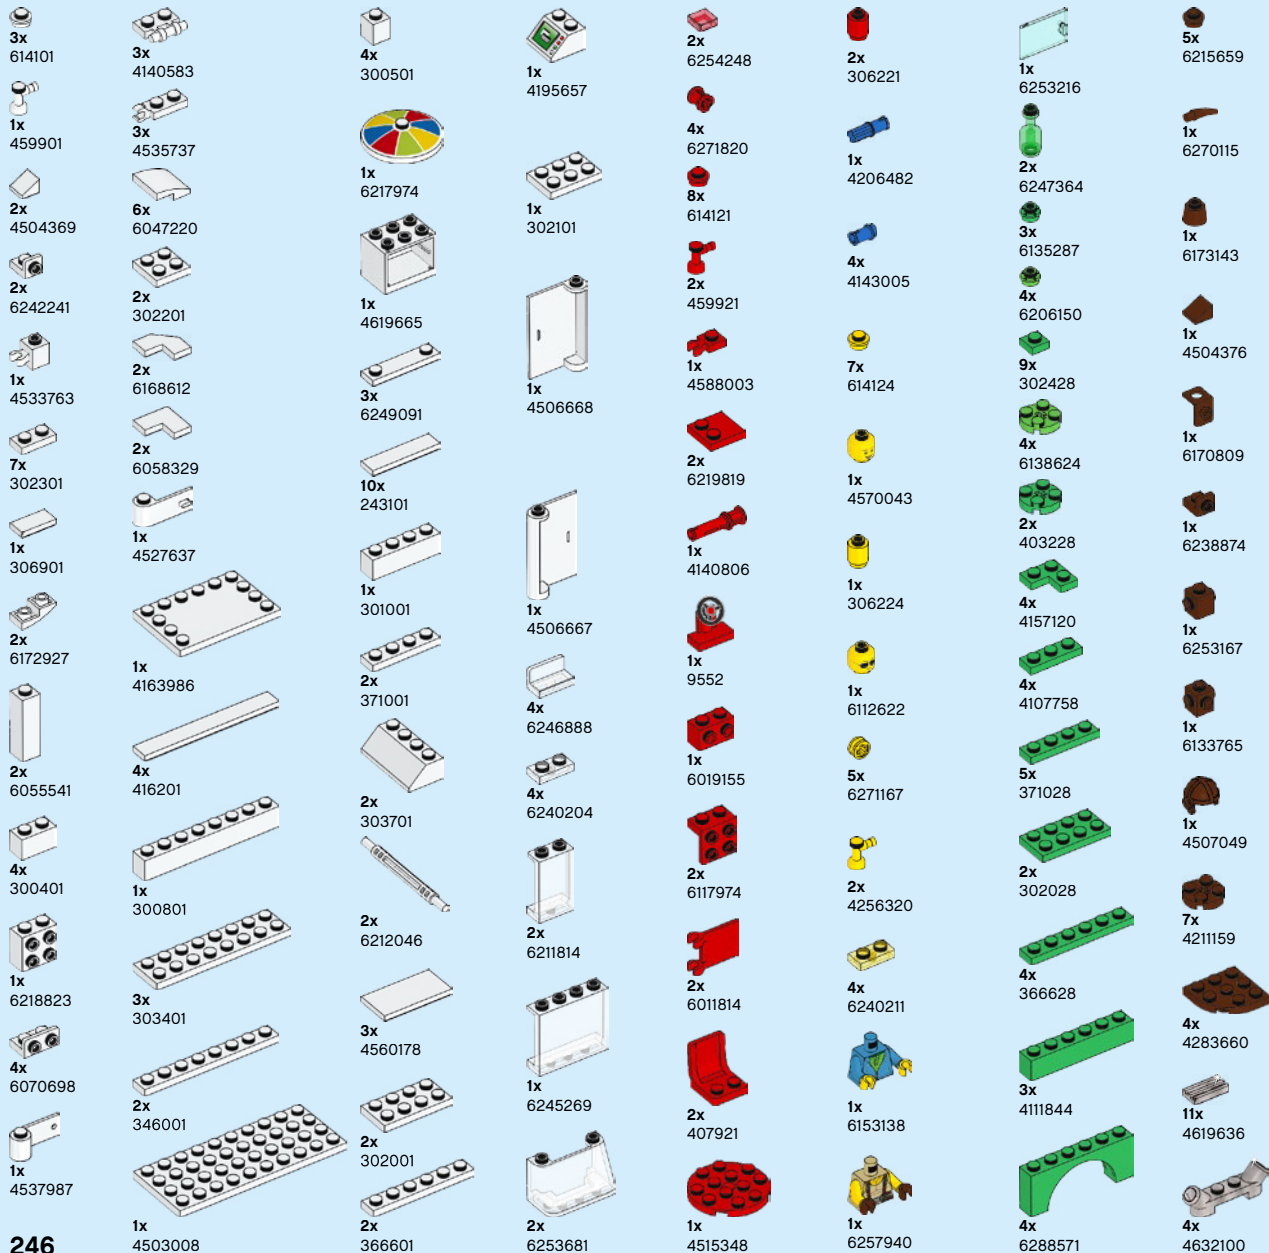 3x
614101
1x
459901
2x
4504369
2x
6242241
1x
4533763
7x
302301
1x
306901
2x
6172927
2x
6055541
4x
300401
1x
6218823
4x
6070698
1x
4537987
246
3x
4140583
3x
4535737
6x
6047220
2x
302201
2x
6168612
2x
6058329
1x
4527637
1x
4163986
4x
416201
1x
300801
3x
303401
2x
346001
1x
4503008
4x
300501
1x
6217974
1x
4619665
3x
6249091
10x
243101
1x
301001
2x
371001
2x
303701
2x
6212046
3x
4560178
2x
302001
2x
366601
1x
4195657
1x
302101
1x
4506668
1x
4506667
4x
6246888
4x
6240204
2x
6211814
1x
6245269
2x
6253681
2x
6254248
4x
6271820
8x
614121
2x
459921
1x
4588003
2x
6219819
1x
4140806
1x
9552
1x
6019155
2x
6117974
2x
6011814
2x
407921
1x
4515348
2x
306221
1x
4206482
4x
4143005
7x
614124
1x
4570043
1x
306224
1x
6112622
5x
6271167
2x
4256320
4x
6240211
1x
6153138
1x
6257940
1x
6253216
2x
6247364
3x
6135287
4x
6206150
9x
302428
4x
6138624
2x
403228
4x
4157120
4x
4107758
5x
371028
2x
302028
4x
366628
3x
4111844
4x
6288571
5x
6215659
1x
6270115
1x
6173143
1x
4504376
1x
6170809
1x
6238874
1x
6253167
1x
6133765
1x
4507049
7x
4211159
4x
4283660
11x
4619636
4x
4632100